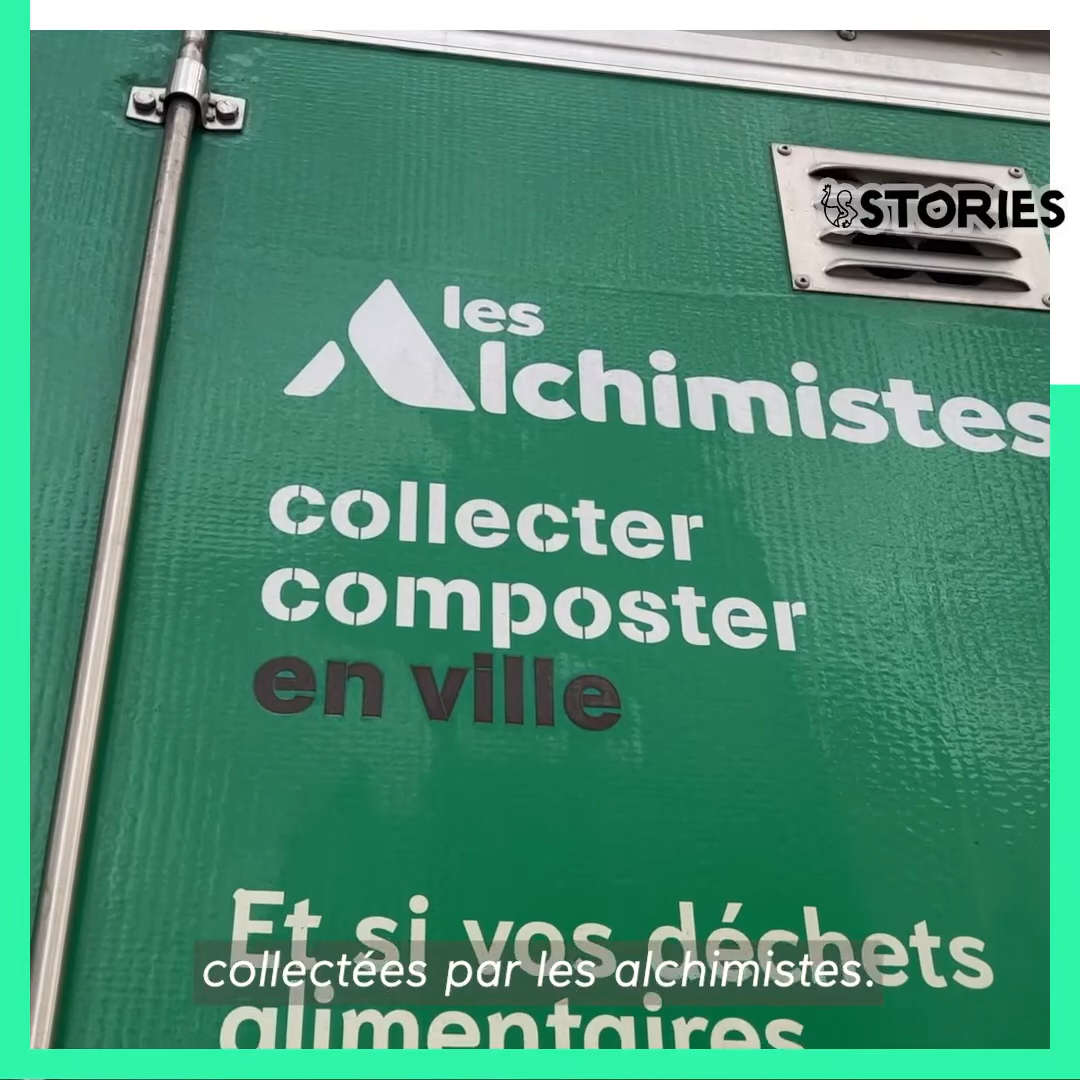 STORIES
les
Alchimistes
collecter
composter
en ville
Et si vos déchets
collectées par les alchimistes.
alimentaires